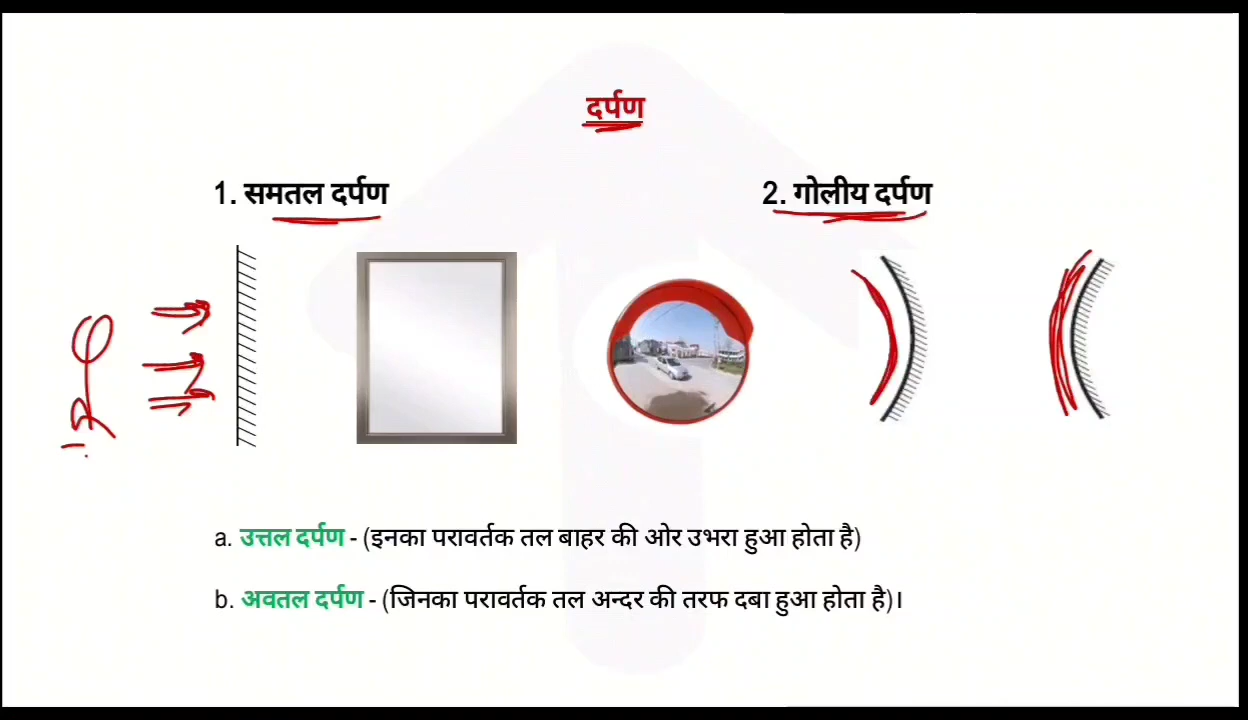 दर्पण
1. समतल दर्पण
2. गोलीय दर्पण
a. उत्तल दर्पण - (इनका परावर्तक तल बाहर की ओर उभरा हुआ होता है)
b. अवतल दर्पण - (जिनका परावर्तक तल अन्दर की तरफ दबा हुआ होता है)।